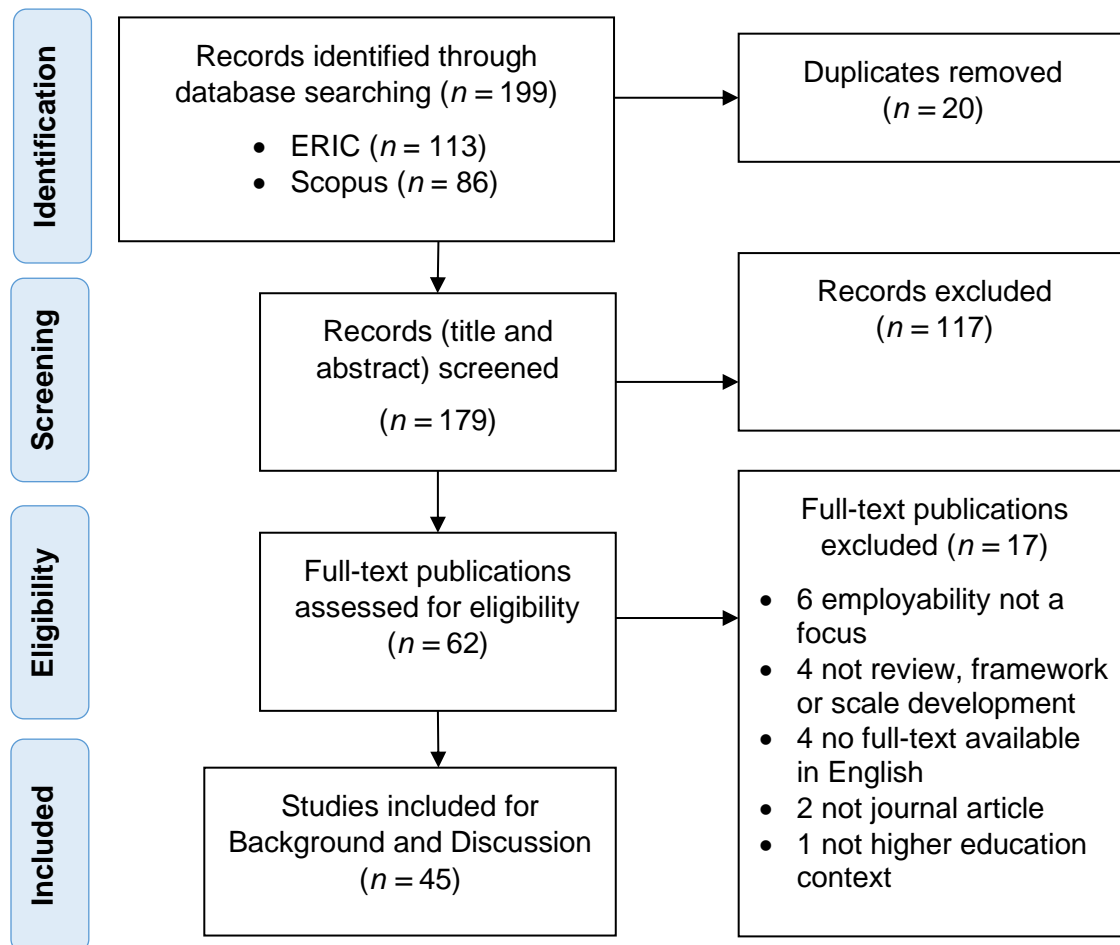 Identification
Records identified through
database searching (n = 199)
• ERIC (n = 113)
• Scopus (n = 86)
Duplicates removed
(n = 20)
Screening
Records (title and
abstract) screened
(n = 179)
Records excluded
(n = 117)
Eligibility
Full-text publications
assessed for eligibility
(n = 62)
Full-text publications
excluded (n = 17)
• 6 employability not a
focus
• 4 not review, framework
or scale development
• 4 no full-text available
in English
• 2 not journal article
• 1 not higher education
context
Included
Studies included for
Background and Discussion
(n = 45)